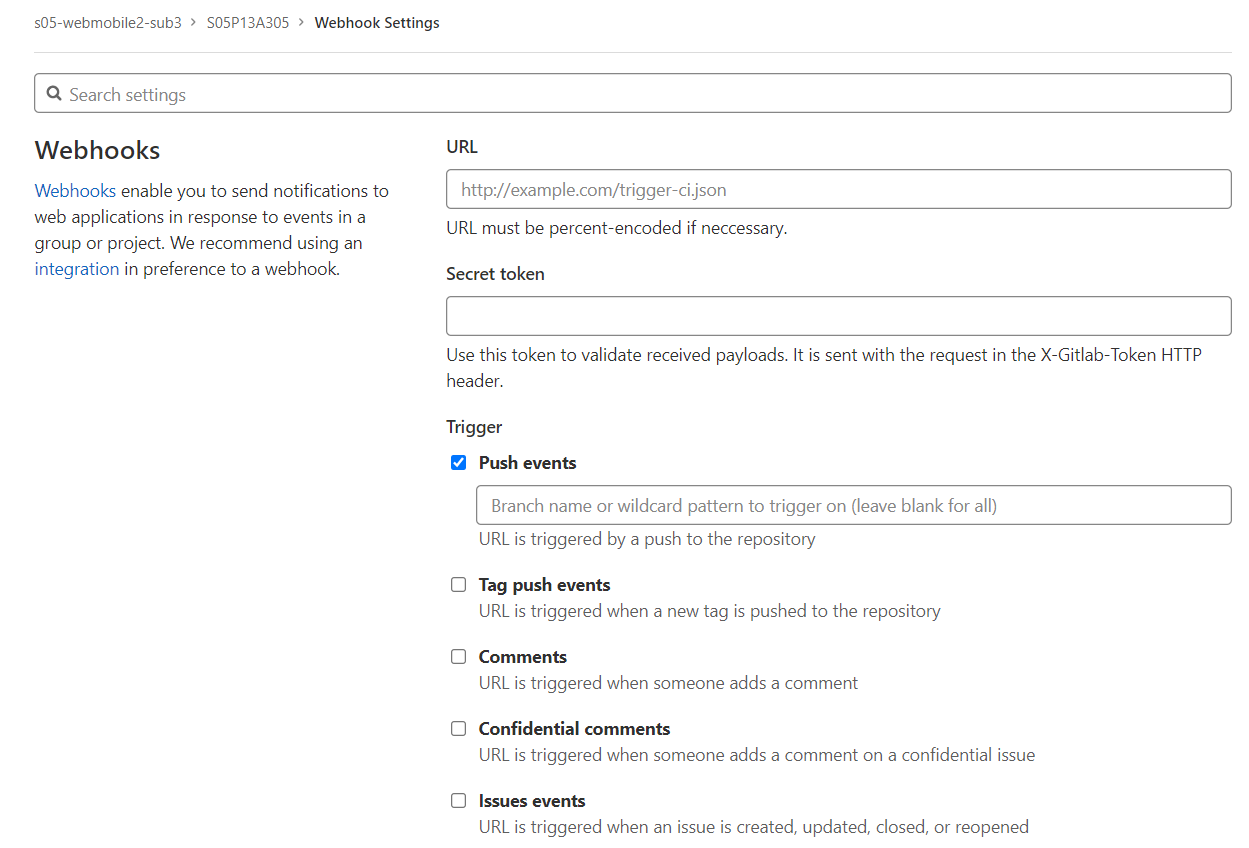 s05-webmobile2-sub3 > S05P13A305 > Webhook Settings
Search settings
Webhooks
Webhooks enable you to send notifications to
web applications in response to events in a
group or project. We recommend using an
integration in preference to a webhook.
URL
http://example.com/trigger-ci.json
URL must be percent-encoded if neccessary.
Secret token
Use this token to validate received payloads. It is sent with the request in the X-Gitlab-Token HTTP
header.
Trigger
Push events
Branch name or wildcard pattern to trigger on (leave blank for all)
URL is triggered by a push to the repository
Tag push events
URL is triggered when a new tag is pushed to the repository
Comments
URL is triggered when someone adds a comment
Confidential comments
URL is triggered when someone adds a comment on a confidential issue
Issues events
URL is triggered when an issue is created, updated, closed, or reopened